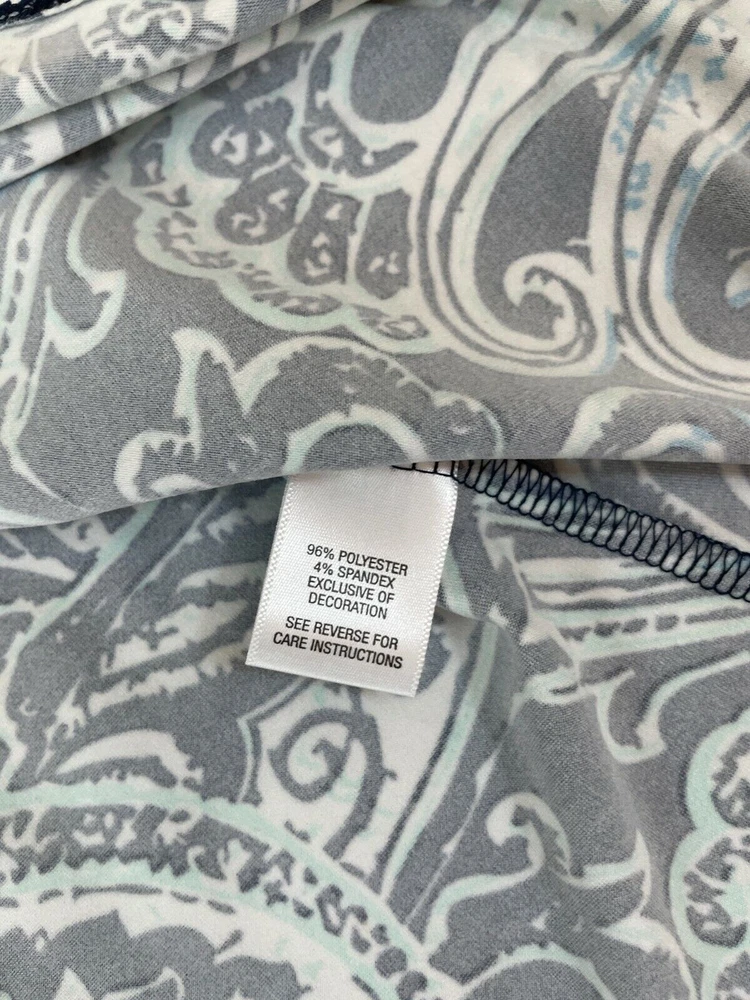 96% POLYESTER
4% SPANDEX
EXCLUSIVE OF
DECORATION
SEE REVERSE FOR
CARE INSTRUCTIONS